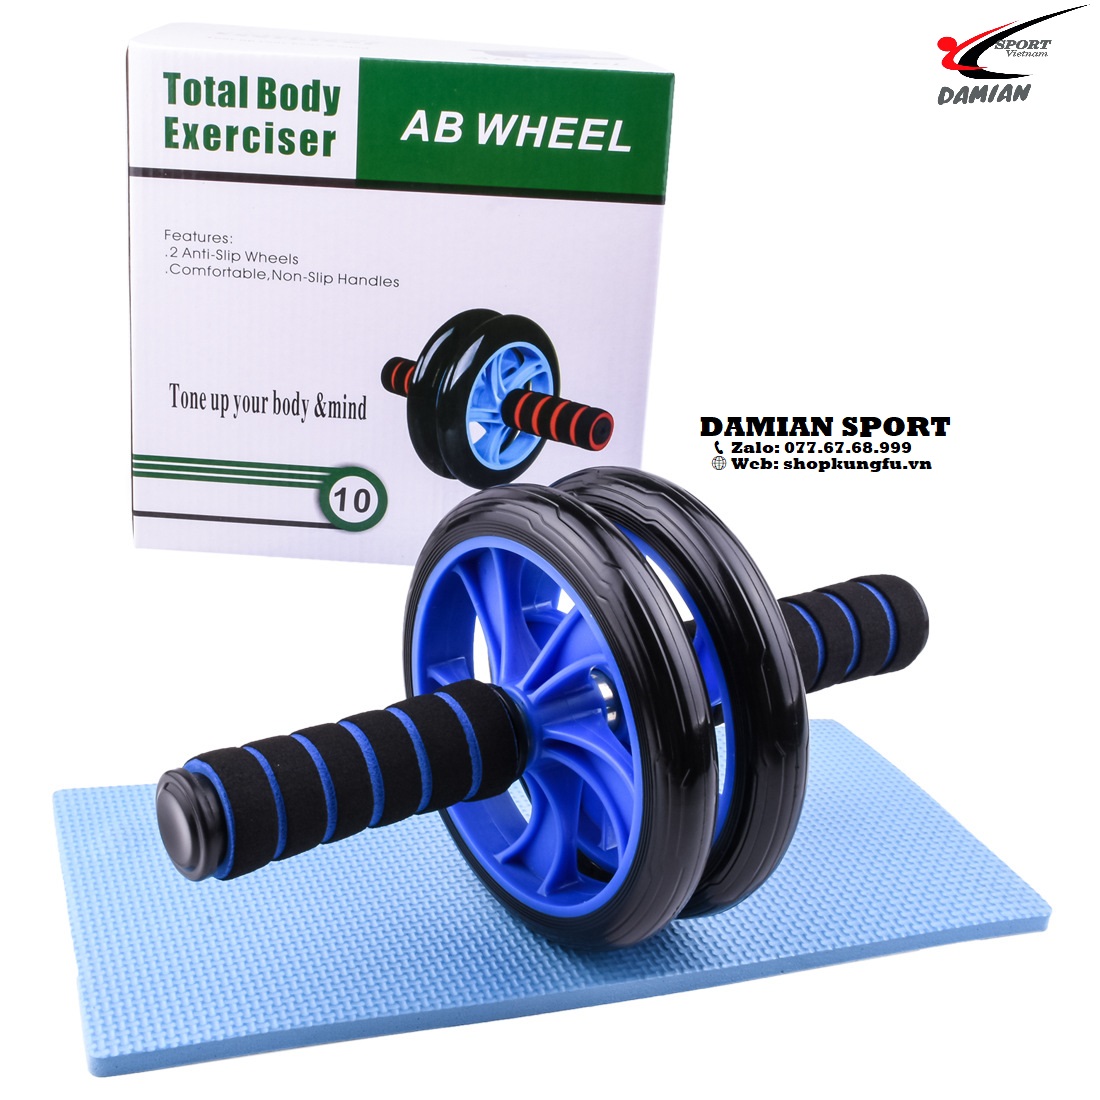 SPORT
Vietnam
DAMIAN
Total Body
Exerciser
AB WHEEL
Features:
.2 Anti-Slip Wheels
.Comfortable,Non-Slip Handles
Tone up your body &mind
10
DAMIAN SPORT
Zalo: 077.67.68.999
Web: shopkungfu.vn